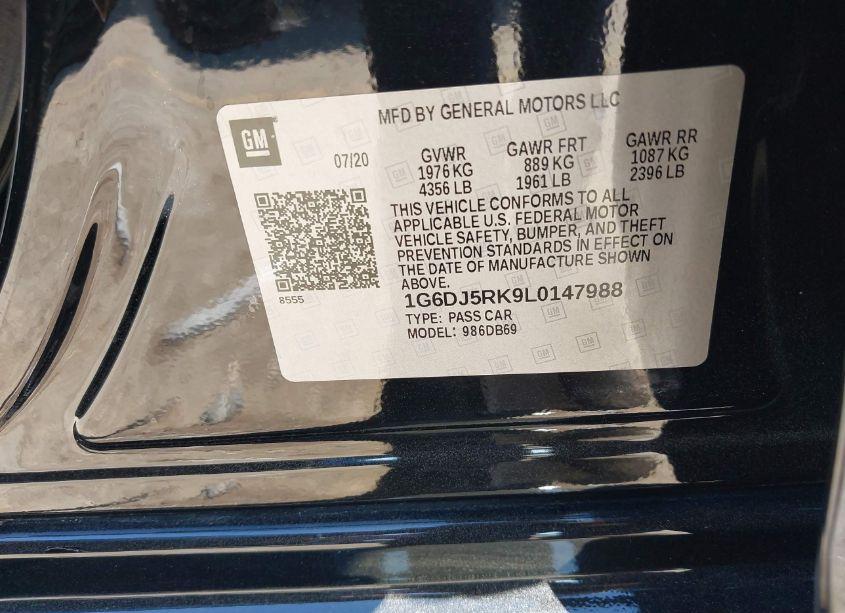 MFD BY GENERAL MOTORS LLC
GM
07/20
GVWR
1976 KG
4356 LB
GAWR FRT
889 KG
1961 LB
GAWR RR
1087 KG
2396 LB
THIS VEHICLE CONFORMS TO ALL
APPLICABLE U.S. FEDERAL MOTOR
VEHICLE SAFETY, BUMPER, AND THEFT
PREVENTION STANDARDS IN EFFECT ON
THE DATE OF MANUFACTURE SHOWN
ABOVE.
8555
1G6DJ5RK9L0147988
TYPE: PASS CAR
MODEL: 986DB69